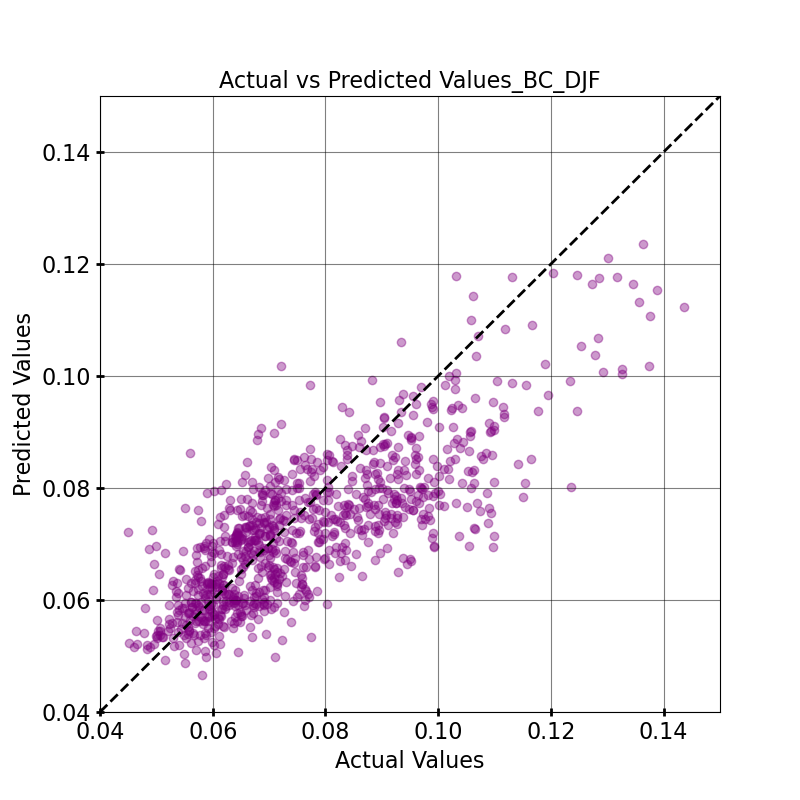 Actual vs Predicted Values_BC_DJF
Predicted Values
0.14
0.12
0.10
0.08
0.06
0.04
0.04 0.06 0.08 0.10 0.12 0.14
Actual Values